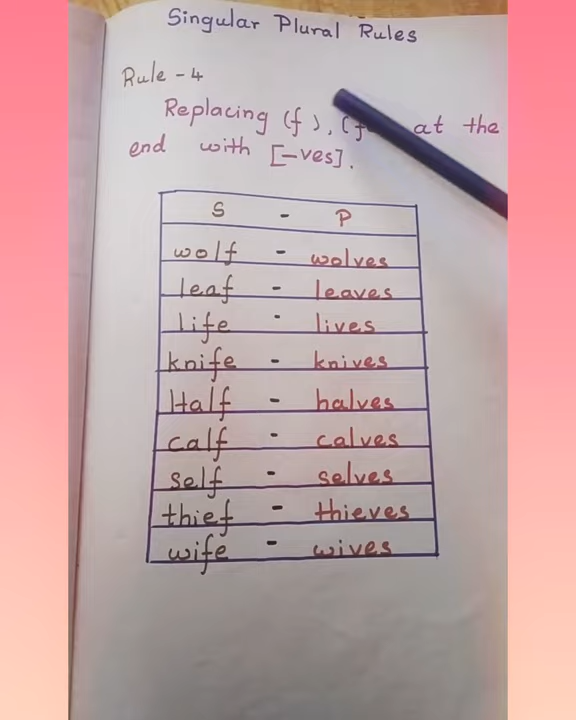 Singular Plural Rules
Rule - 4
Replacing (f), (f at the
end with [-ves].
S - P
wolf - wolves
leaf - leaves
life - lives
knife - knives
Half - halves
calf - calves
self - selves
thief - thieves
wife - wives